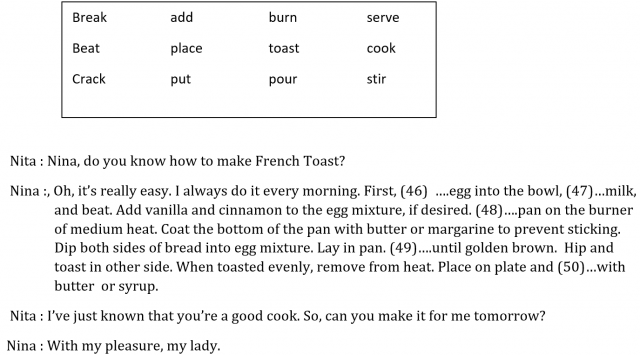 Break add burn serve
Beat place toast cook
Crack put pour stir
Nita : Nina, do you know how to make French Toast?
Nina :, Oh, it's really easy. I always do it every morning. First, (46) ....egg into the bowl, (47)...milk,
and beat. Add vanilla and cinnamon to the egg mixture, if desired. (48)....pan on the burner
of medium heat. Coat the bottom of the pan with butter or margarine to prevent sticking.
Dip both sides of bread into egg mixture. Lay in pan. (49)....until golden brown. Hip and
toast in other side. When toasted evenly, remove from heat. Place on plate and (50)...with
butter or syrup.
Nita : I've just known that you're a good cook. So, can you make it for me tomorrow?
Nina : With my pleasure, my lady.